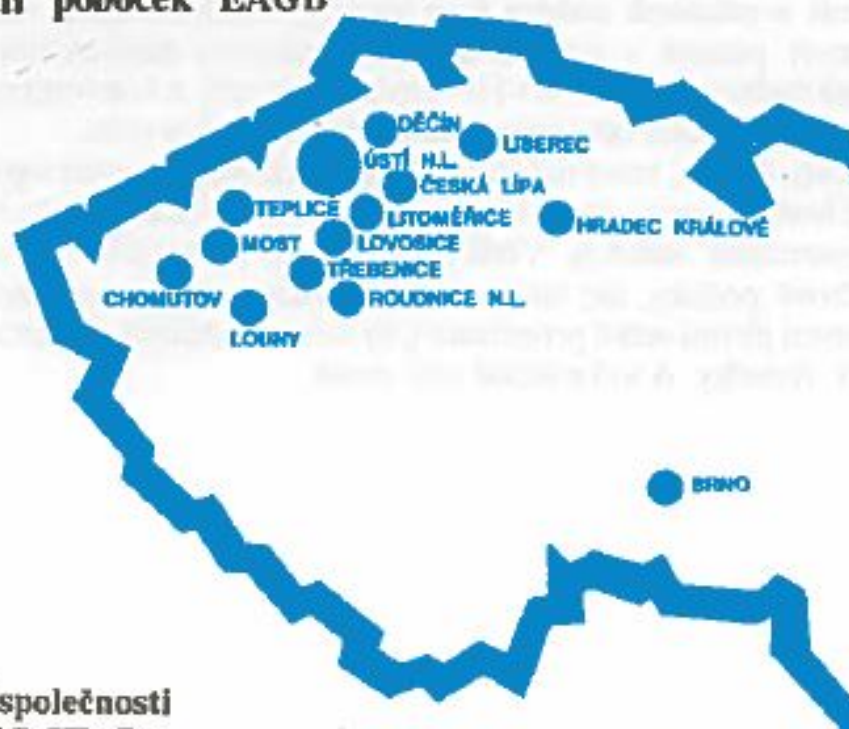 poboček EAGB
DĚČÍN
LIBEREC
ÚSTÍ N.L.
ČESKÁ LÍPA
TEPLICE
LITOMĚŘICE
HRADEC KRÁLOVÉ
MOST
LOVOSICE
TŘEBENICE
CHOMUTOV
ROUDNICE N.L.
LOUNY
BRNO
společnosti